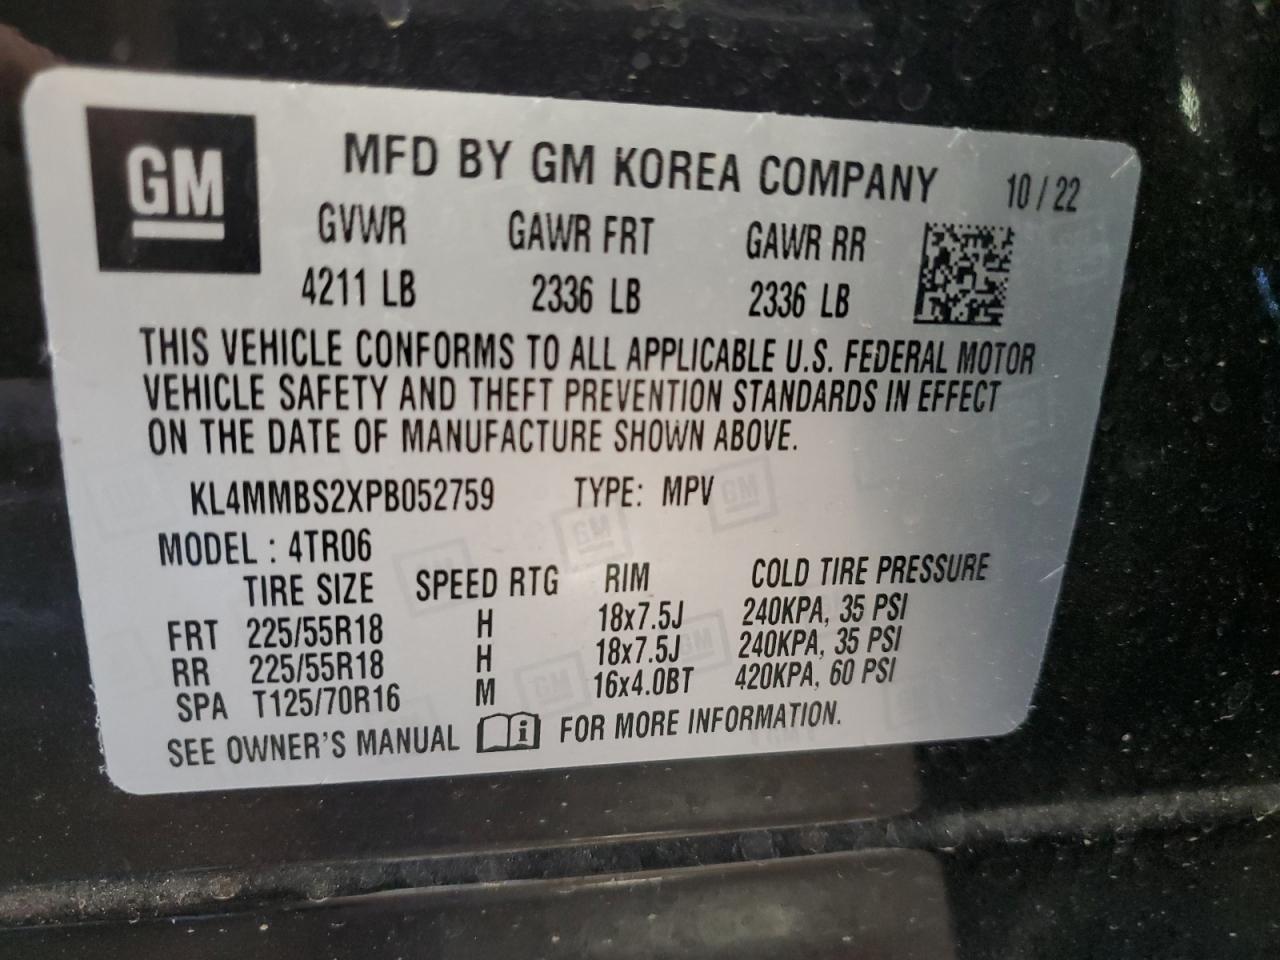 GM
MFD BY GM KOREA COMPANY 10 / 22
GVWR GAWR FRT GAWR RR
4211 LB 2336 LB 2336 LB
THIS VEHICLE CONFORMS TO ALL APPLICABLE U.S. FEDERAL MOTOR
VEHICLE SAFETY AND THEFT PREVENTION STANDARDS IN EFFECT
ON THE DATE OF MANUFACTURE SHOWN ABOVE.
KL4MMBS2XPB052759 TYPE: MPV
MODEL : 4TR06
TIRE SIZE SPEED RTG RIM COLD TIRE PRESSURE
FRT 225/55R18 H 18x7.5J 240KPA, 35 PSI
RR 225/55R18 H 18x7.5J 240KPA, 35 PSI
SPA T125/70R16 M 16x4.0BT 420KPA, 60 PSI
SEE OWNER'S MANUAL i FOR MORE INFORMATION.